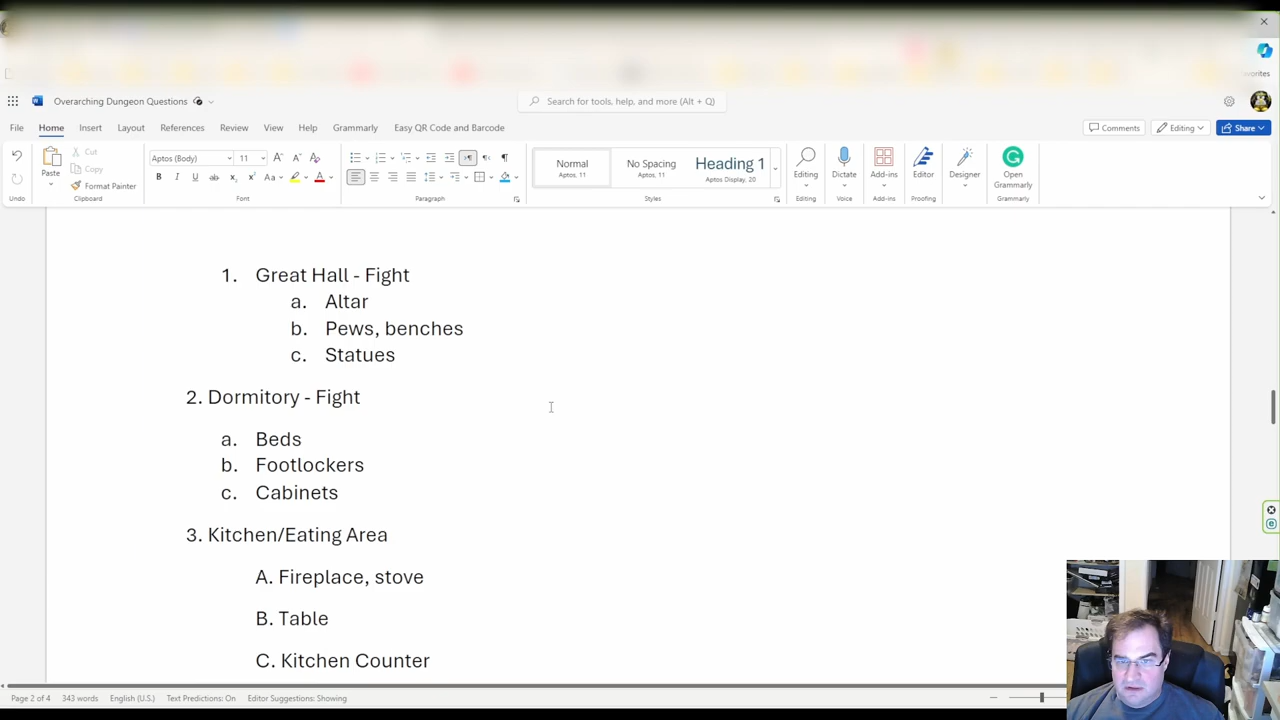 Overarching Dungeon Questions
Search for tools, help, and more (Alt + Q)
File Home Insert Layout References Review View Help Grammarly Easy QR Code and Barcode
Comments Editing Share
Paste Cut Copy Format Painter
Aptos (Body) 11
Normal
Aptos, 11
No Spacing
Aptos, 11
Heading 1
Aptos Display, 20
Editing Dictate Add-ins Editor Designer Open Grammarly
Undo Clipboard Font Paragraph Styles Editing Voice Add-ins Proofing Grammarly
1. Great Hall - Fight
a. Altar
b. Pews, benches
c. Statues
2. Dormitory - Fight
a. Beds
b. Footlockers
c. Cabinets
3. Kitchen/Eating Area
A. Fireplace, stove
B. Table
C. Kitchen Counter
Page 2 of 4 343 words English (U.S.) Text Predictions: On Editor Suggestions: Showing